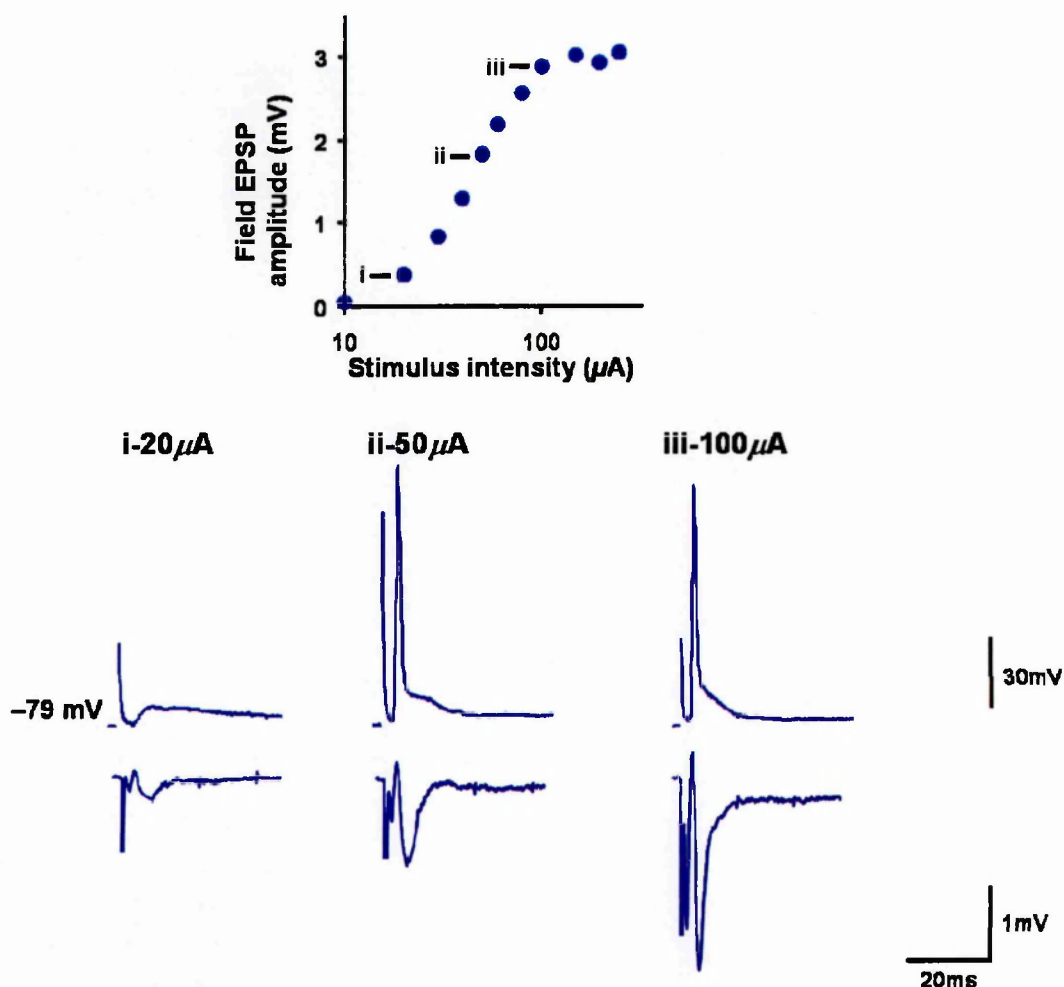 3
iii
Field EPSP
amplitude (mV)
2
ii
1
i
0
10 100
Stimulus intensity (µA)
i-20µA ii-50µA iii-100µA
30mV
–79 mV
1mV
20ms